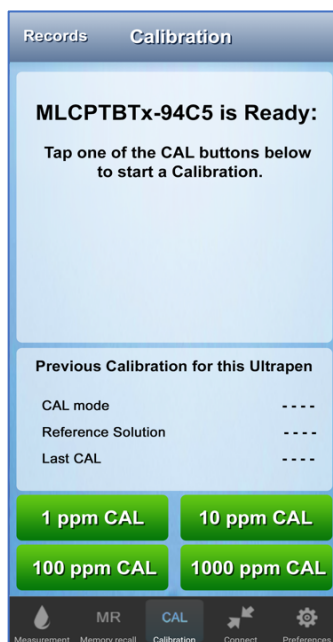 Records Calibration
MLCPTBTx-94C5 is Ready:
Tap one of the CAL buttons below
to start a Calibration.
Previous Calibration for this Ultrapen
CAL mode - - - -
Reference Solution - - - -
Last CAL - - - -
1 ppm CAL 10 ppm CAL
100 ppm CAL 1000 ppm CAL
MR CAL
Measurement Memory recall Calibration Connect Preferences